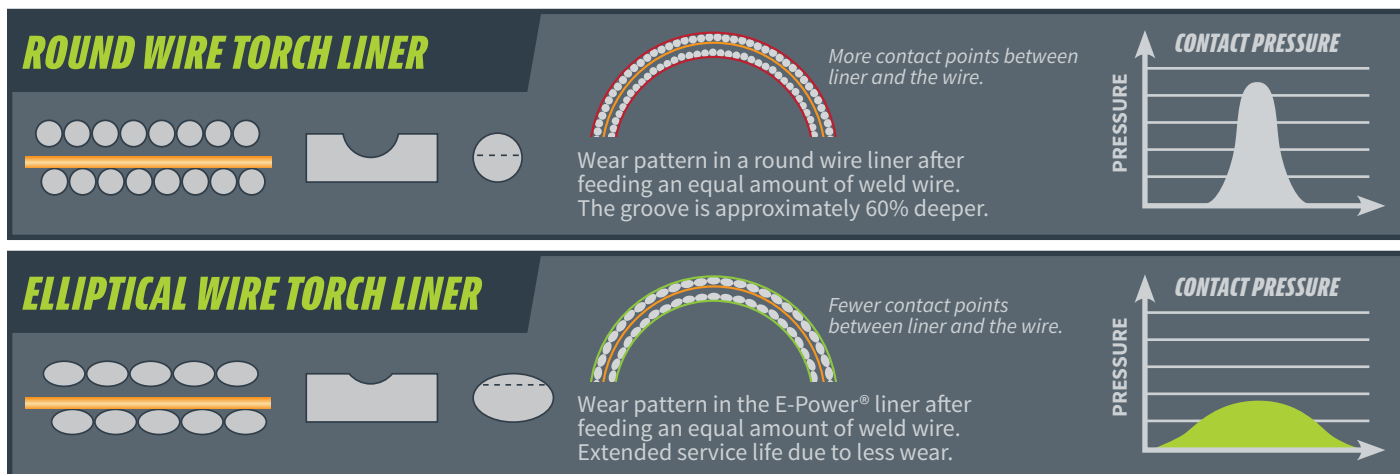 ROUND WIRE TORCH LINER
More contact points between
liner and the wire.
Wear pattern in a round wire liner after
feeding an equal amount of weld wire.
The groove is approximately 60% deeper.
CONTACT PRESSURE
PRESSURE
ELLIPTICAL WIRE TORCH LINER
Fewer contact points
between liner and the wire.
Wear pattern in the E-Power® liner after
feeding an equal amount of weld wire.
Extended service life due to less wear.
CONTACT PRESSURE
PRESSURE